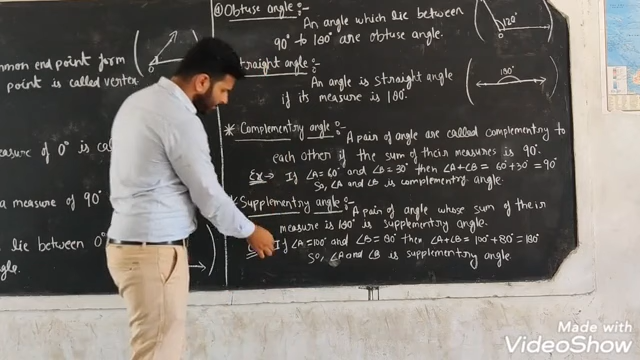 ④ Obtuse angle :-
An angle which lie between
90° to 180° are obtuse angle.
120°
Straight angle :-
An angle is straight angle
if its measure is 180.
180°
* Complementry angle :-
A pair of angle are called complementry to
each other if the sum of their measures is 90°.
Ex → If ∠A = 60° and ∠B = 30° then ∠A+∠B = 60°+30° = 90°
So, ∠A and ∠B is complementry angle.
Supplementry angle :-
A pair of angle whose sum of their
measure is 180° is supplementry angle.
If ∠A = 100° and ∠B = 80° then ∠A+∠B = 100°+80° = 180°
So, ∠A and ∠B is supplementry angle.
mmon end point form
point is called vertex.
0
easure of 0° is
a measure of 90°
lie between 0°
gle.
Made with
VideoShow